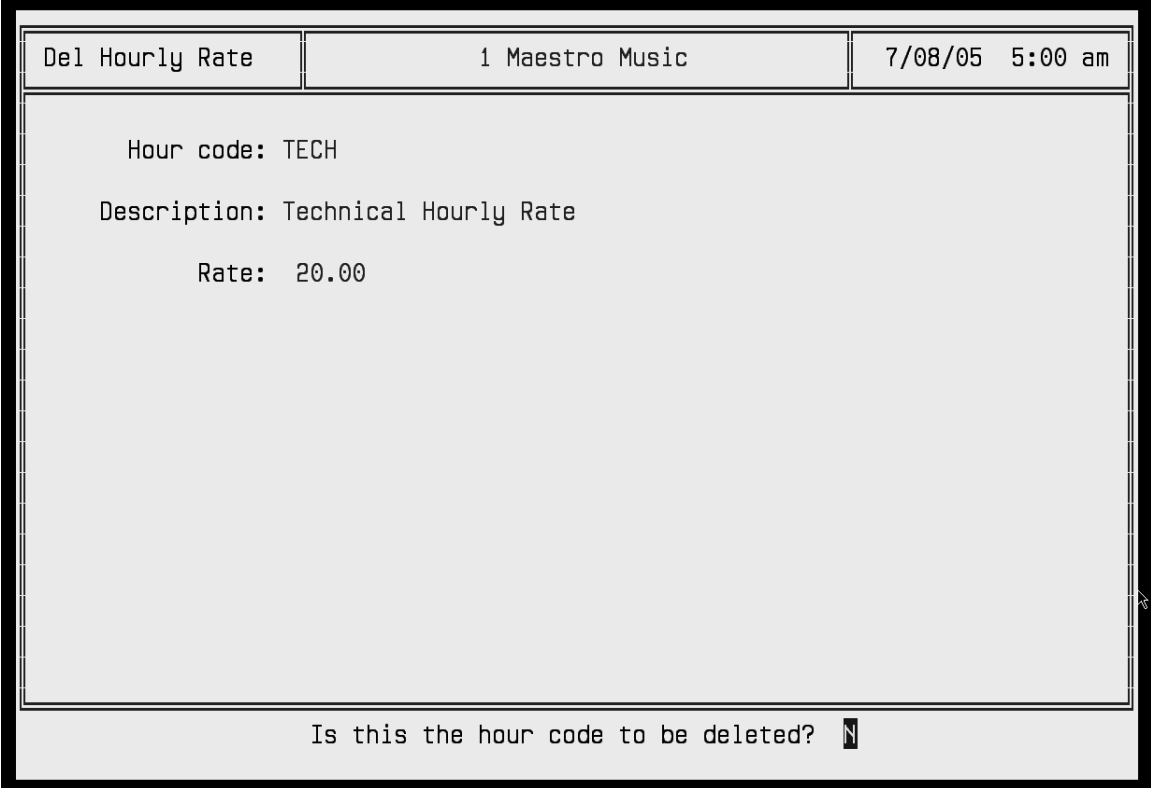 Del Hourly Rate 1 Maestro Music 7/08/05 5:00 am
Hour code: TECH
Description: Technical Hourly Rate
Rate: 20.00
Is this the hour code to be deleted? N